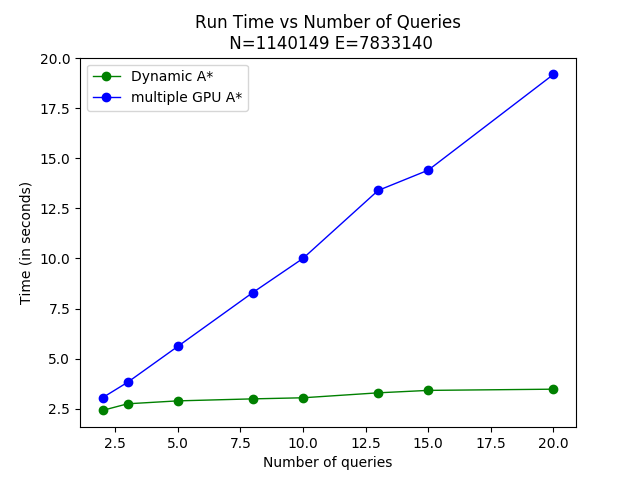 Run Time vs Number of Queries
N=1140149 E=7833140
Dynamic A*
multiple GPU A*
20.0
17.5
15.0
12.5
10.0
7.5
5.0
2.5
Time (in seconds)
2.5 5.0 7.5 10.0 12.5 15.0 17.5 20.0
Number of queries